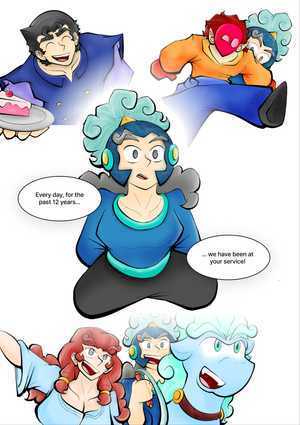 Every day, for the
past 12 years...
... we have been at
your service!